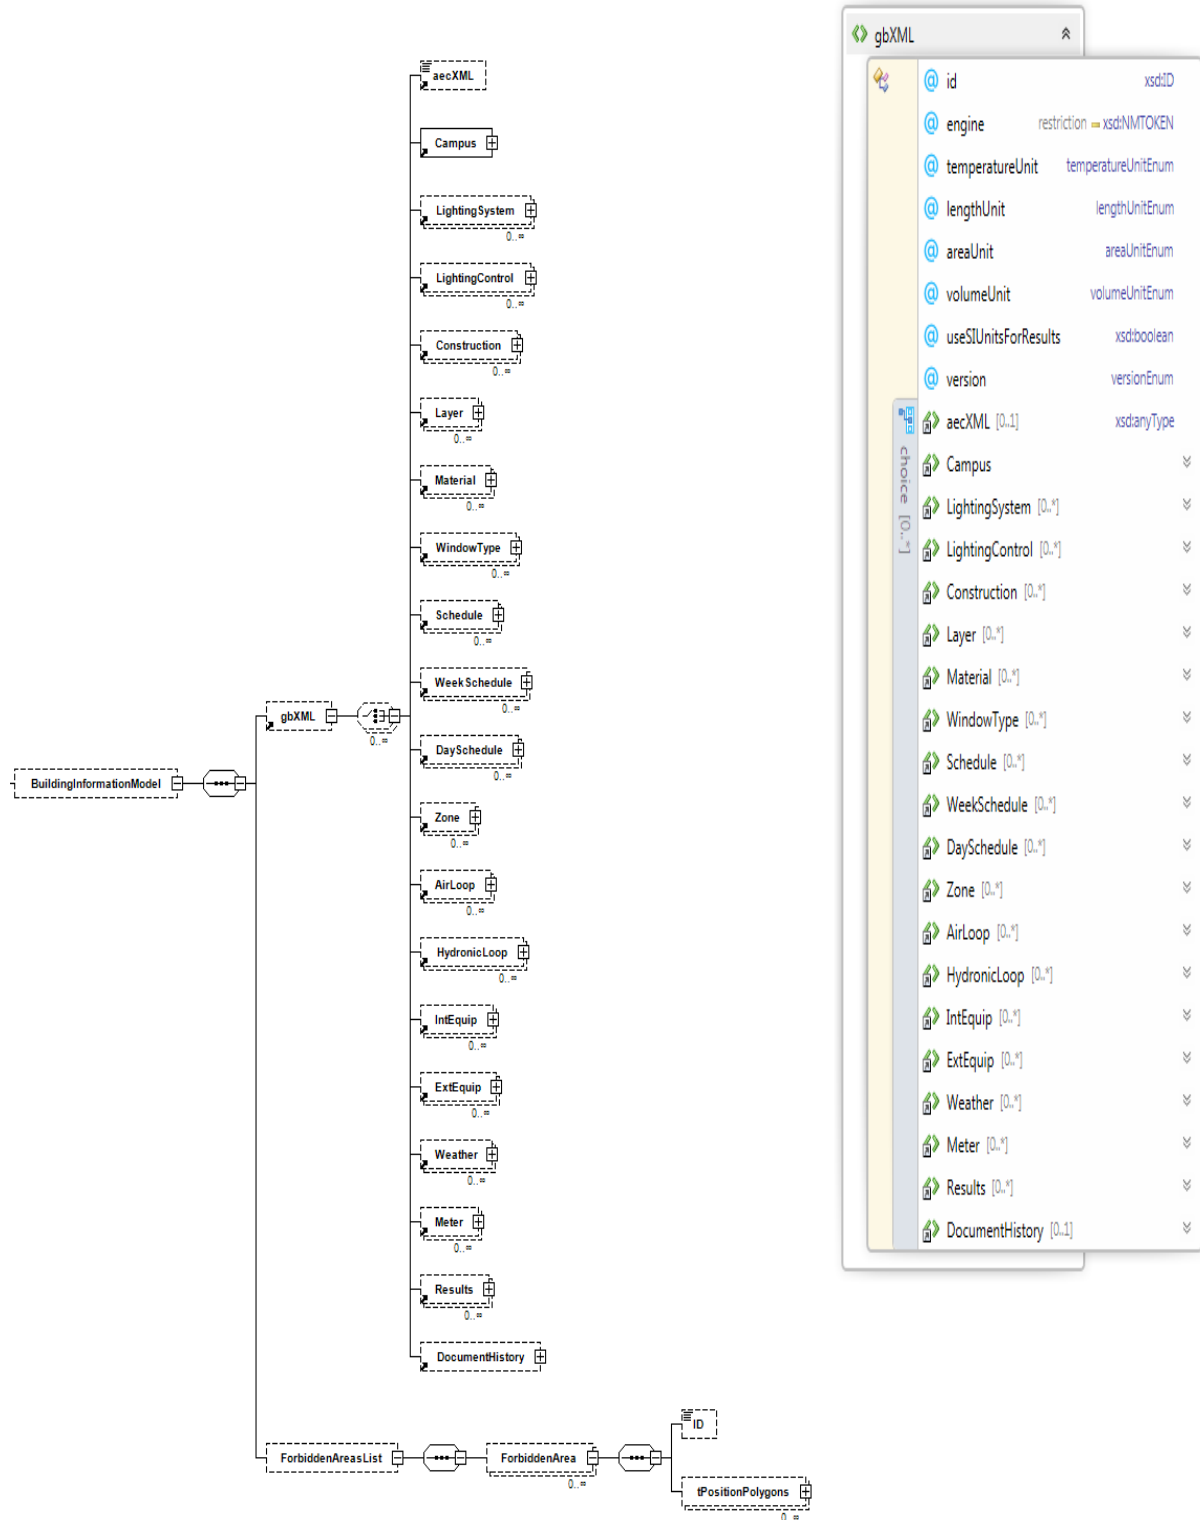 aecXML
Campus
LightingSystem
0..∞
LightingControl
0..∞
Construction
0..∞
Layer
0..∞
Material
0..∞
WindowType
0..∞
Schedule
0..∞
WeekSchedule
0..∞
gbXML
0..∞
DaySchedule
0..∞
BuildingInformationModel
Zone
0..∞
AirLoop
0..∞
HydronicLoop
0..∞
IntEquip
0..∞
ExtEquip
0..∞
Weather
0..∞
Meter
0..∞
Results
0..∞
DocumentHistory
ForbiddenAreasList
ForbiddenArea
0..∞
ID
tPositionPolygons
0..∞
gbXML
id xsd:ID
engine restriction xsd:NMTOKEN
temperatureUnit temperatureUnitEnum
lengthUnit lengthUnitEnum
areaUnit areaUnitEnum
volumeUnit volumeUnitEnum
useSIUnitsForResults xsd:boolean
version versionEnum
choice [0..*]
aecXML [0..1] xsd:anyType
Campus
LightingSystem [0..*]
LightingControl [0..*]
Construction [0..*]
Layer [0..*]
Material [0..*]
WindowType [0..*]
Schedule [0..*]
WeekSchedule [0..*]
DaySchedule [0..*]
Zone [0..*]
AirLoop [0..*]
HydronicLoop [0..*]
IntEquip [0..*]
ExtEquip [0..*]
Weather [0..*]
Meter [0..*]
Results [0..*]
DocumentHistory [0..1]